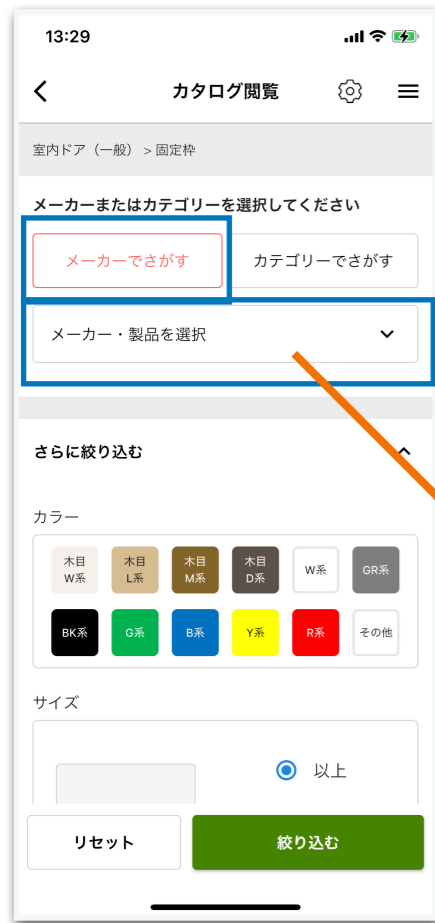 13:29
カタログ閲覧
室内ドア（一般）＞固定枠
メーカーまたはカテゴリーを選択してください
メーカーでさがす カテゴリーでさがす
メーカー・製品を選択
さらに絞り込む
カラー
木目 木目 木目 木目 W系 GR系
W系 L系 M系 D系
BK系 G系 B系 Y系 R系 その他
サイズ
以上
リセット 絞り込む